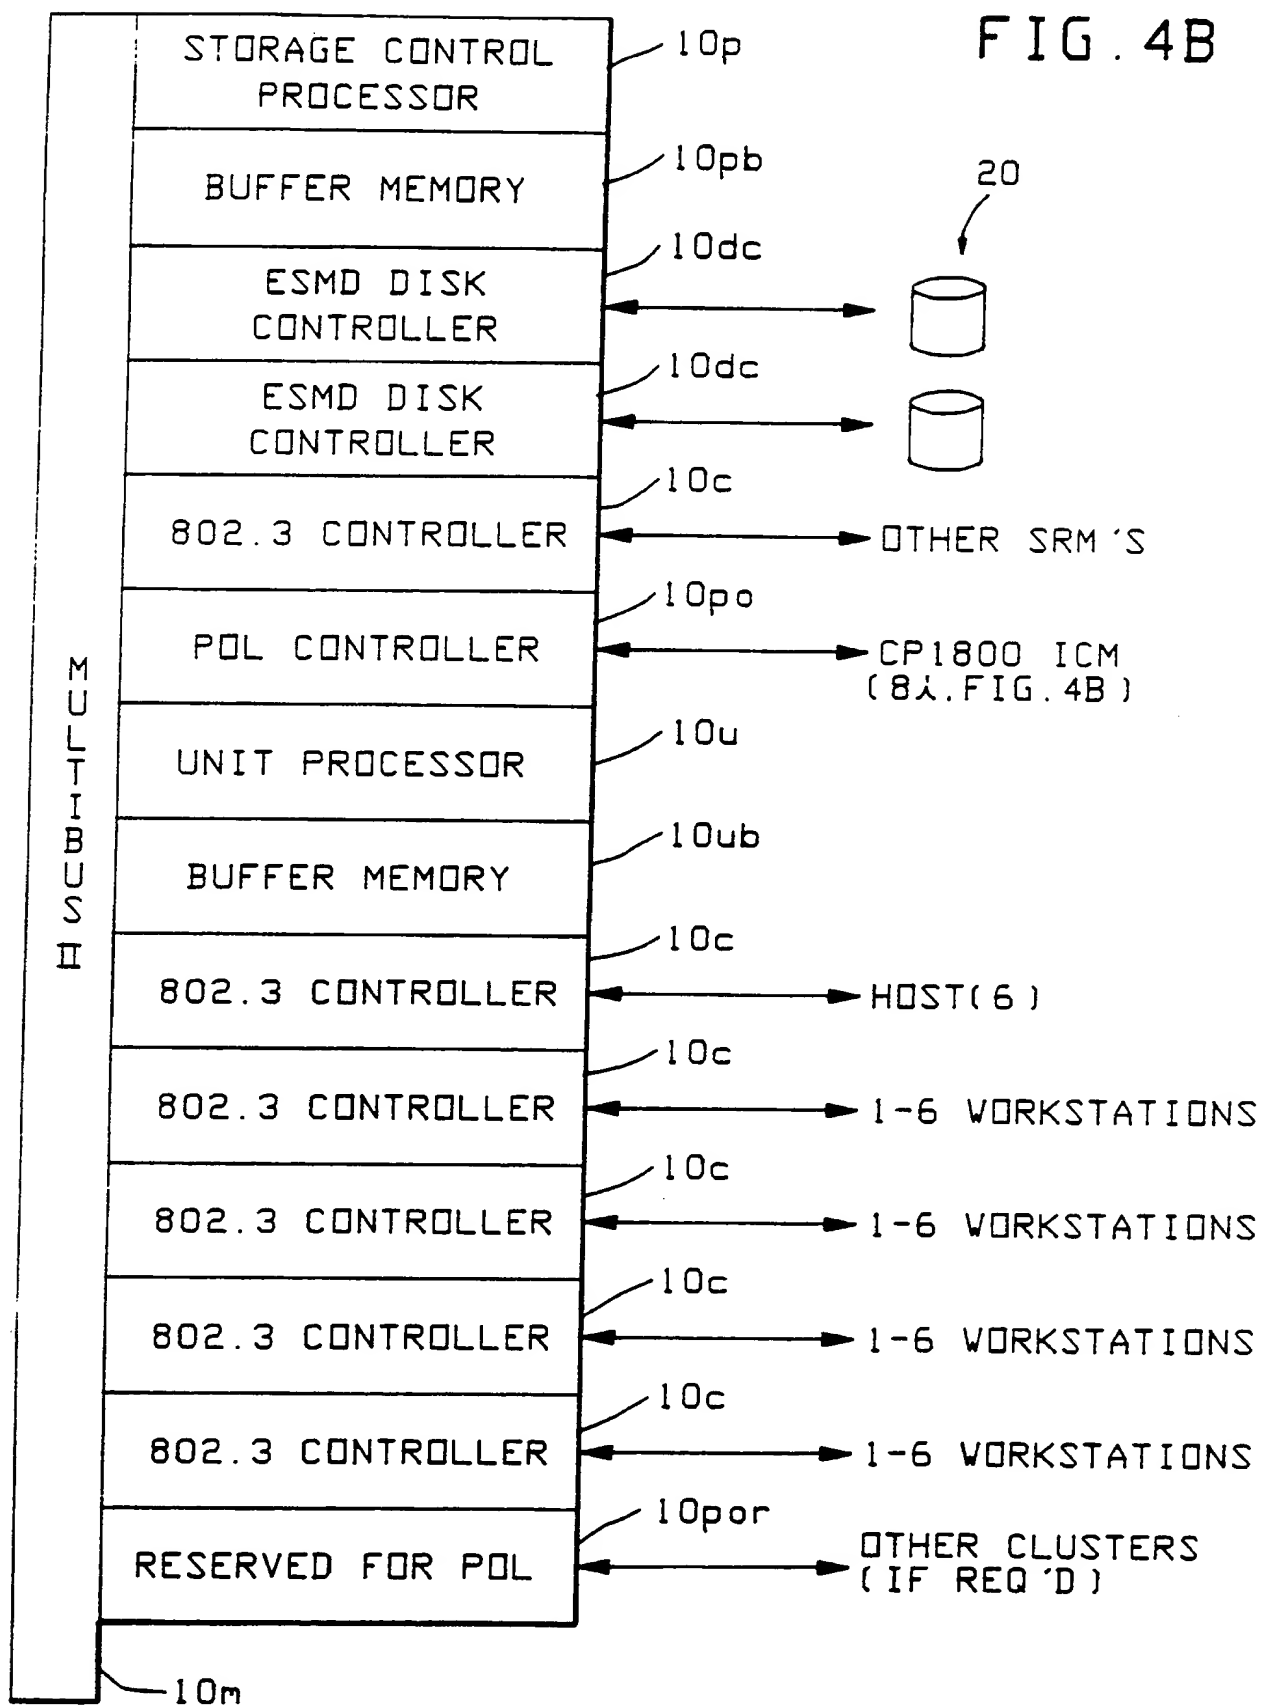 FIG. 4B
STORAGE CONTROL
PROCESSOR
10p
BUFFER MEMORY
10pb
20
ESMD DISK
CONTROLLER
10dc
ESMD DISK
CONTROLLER
10dc
802.3 CONTROLLER
10c
OTHER SRM'S
POL CONTROLLER
10po
CP1800 ICM
(8i.FIG.4B)
UNIT PROCESSOR
10u
BUFFER MEMORY
10ub
MULTIBUS II
802.3 CONTROLLER
10c
HOST(6)
802.3 CONTROLLER
10c
1-6 WORKSTATIONS
802.3 CONTROLLER
10c
1-6 WORKSTATIONS
802.3 CONTROLLER
10c
1-6 WORKSTATIONS
802.3 CONTROLLER
10c
1-6 WORKSTATIONS
RESERVED FOR POL
10por
OTHER CLUSTERS
(IF REQ'D)
10m